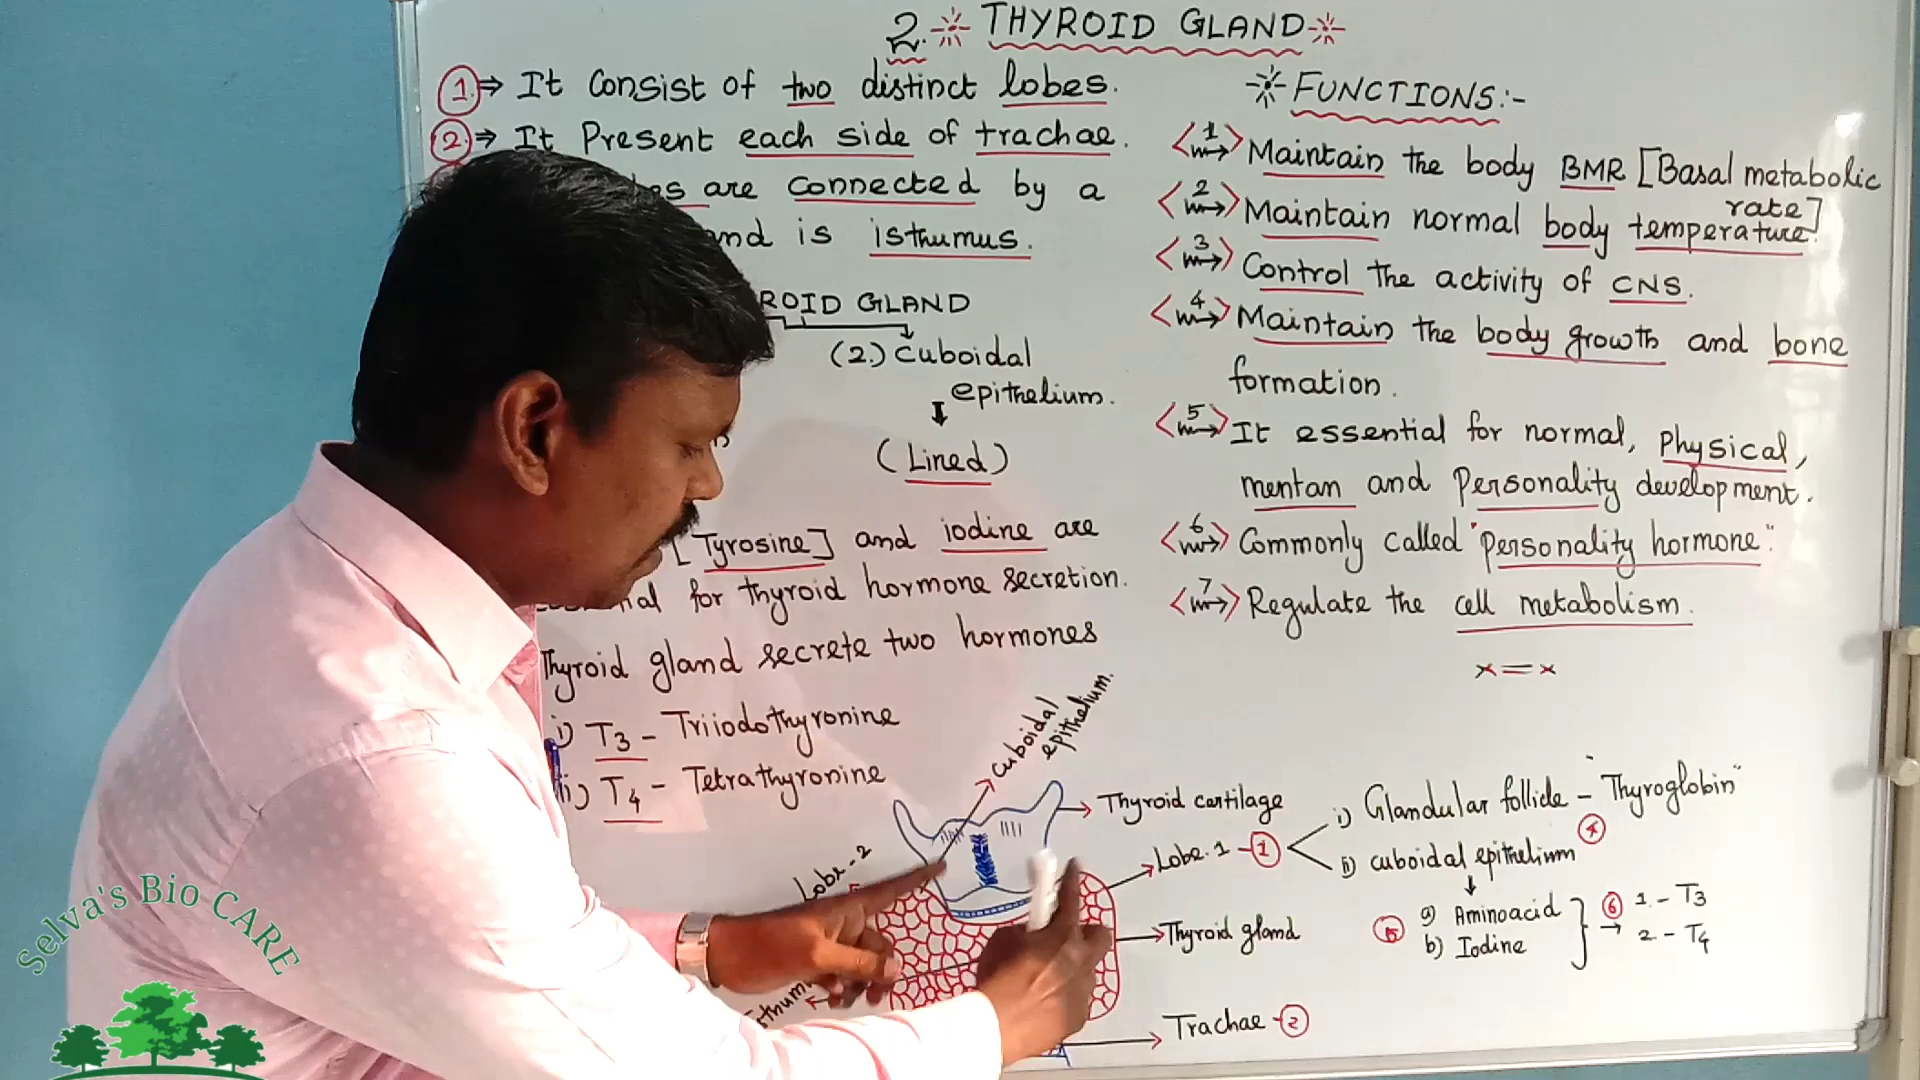 2. THYROID GLAND
1 ⇒ It Consist of two distinct lobes.
2 ⇒ It Present each side of trachae.
are connected by a
is isthumus.
GLAND
(2.) Cuboidal
epithelium.
(Lined)
[Tyrosine] and iodine are
for thyroid hormone secretion.
Thyroid gland secrete two hormones
i) T3 - Triiodothyronine
ii) T4 - Tetrathyronine
FUNCTIONS:-
1 Maintain the body BMR [Basal metabolic
rate]
2 Maintain normal body temperature.
3 Control the activity of CNS.
4 Maintain the body growth and bone
formation.
5 It essential for normal, Physical,
mentan and Personality development.
6 Commonly called "Personality hormone".
7 Regulate the cell metabolism.
x = x
cuboidal
epithelium.
Thyroid cartilage
Lobe-2
Lobe.1 - 1
i) Glandular follicle - "Thyroglobin"
4
ii) cuboidal epithelium
Thyroid gland
5 a) Aminoacid } 6 1. - T3
b) Iodine → 2. - T4
Trachae - 2
Selva's Bio CARE